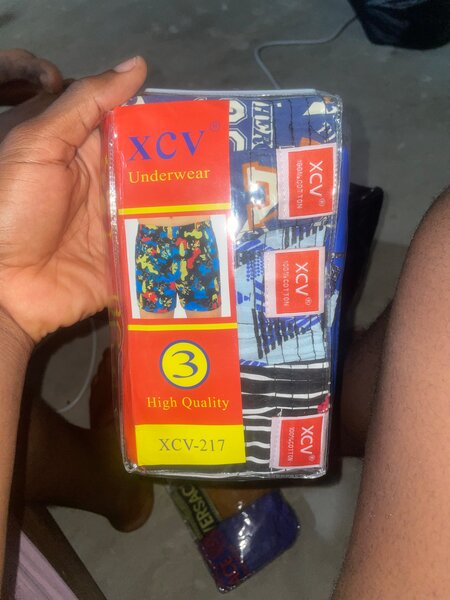 XCV®
Underwear
3
High Quality
XCV-217
XCV®
100%COTTON
XCV®
100%COTTON
XCV®
100%COTTON